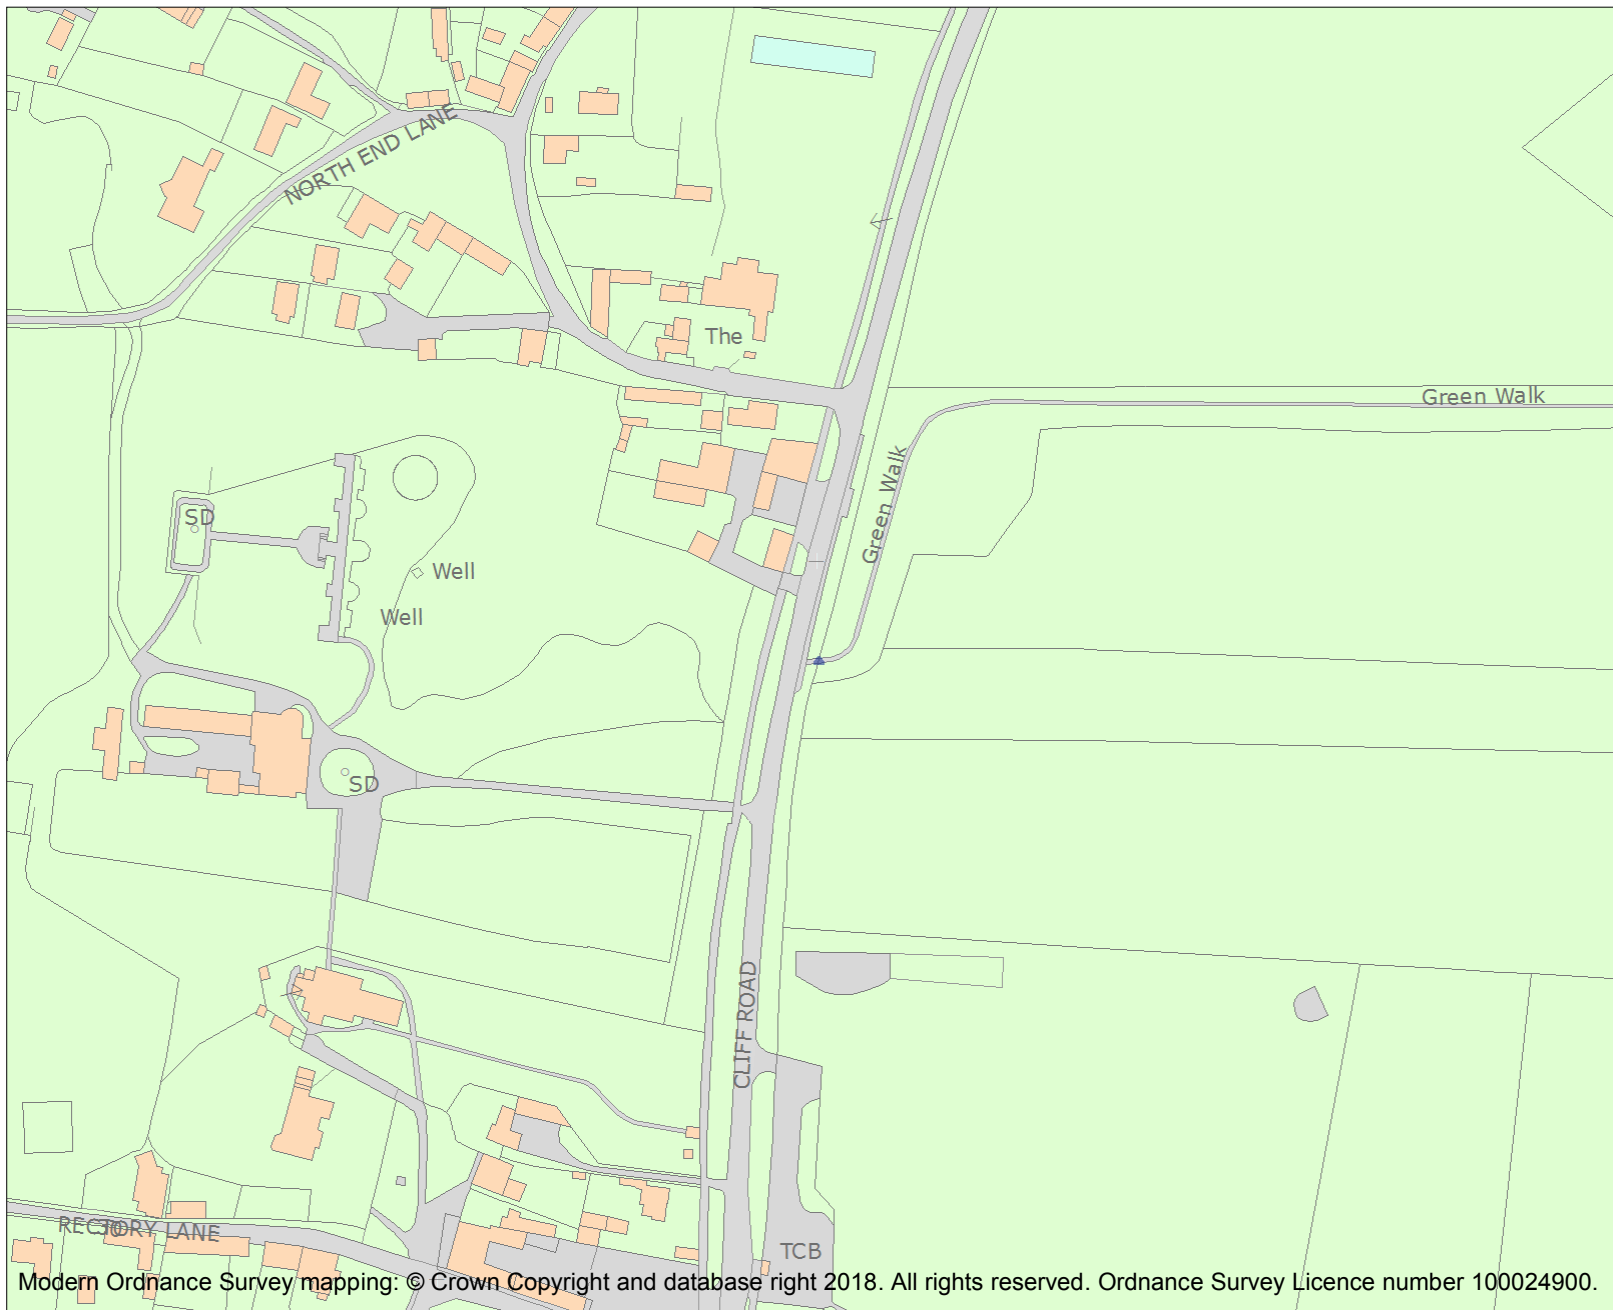 NORTH END LANE
The
Green Walk
Green Walk
SD
Well
Well
SD
CLIFF ROAD
RECTORY LANE
TCB
Modern Ordnance Survey mapping: © Crown Copyright and database right 2018. All rights reserved. Ordnance Survey Licence number 100024900.